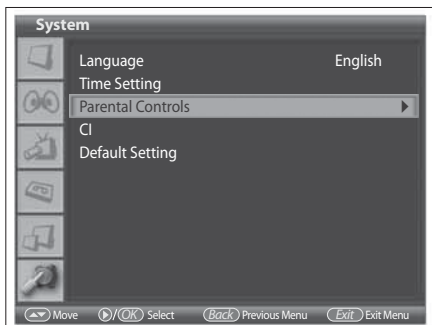 System
Language English
Time Setting
Parental Controls
CI
Default Setting
Move /OK Select Back Previous Menu Exit Exit Menu